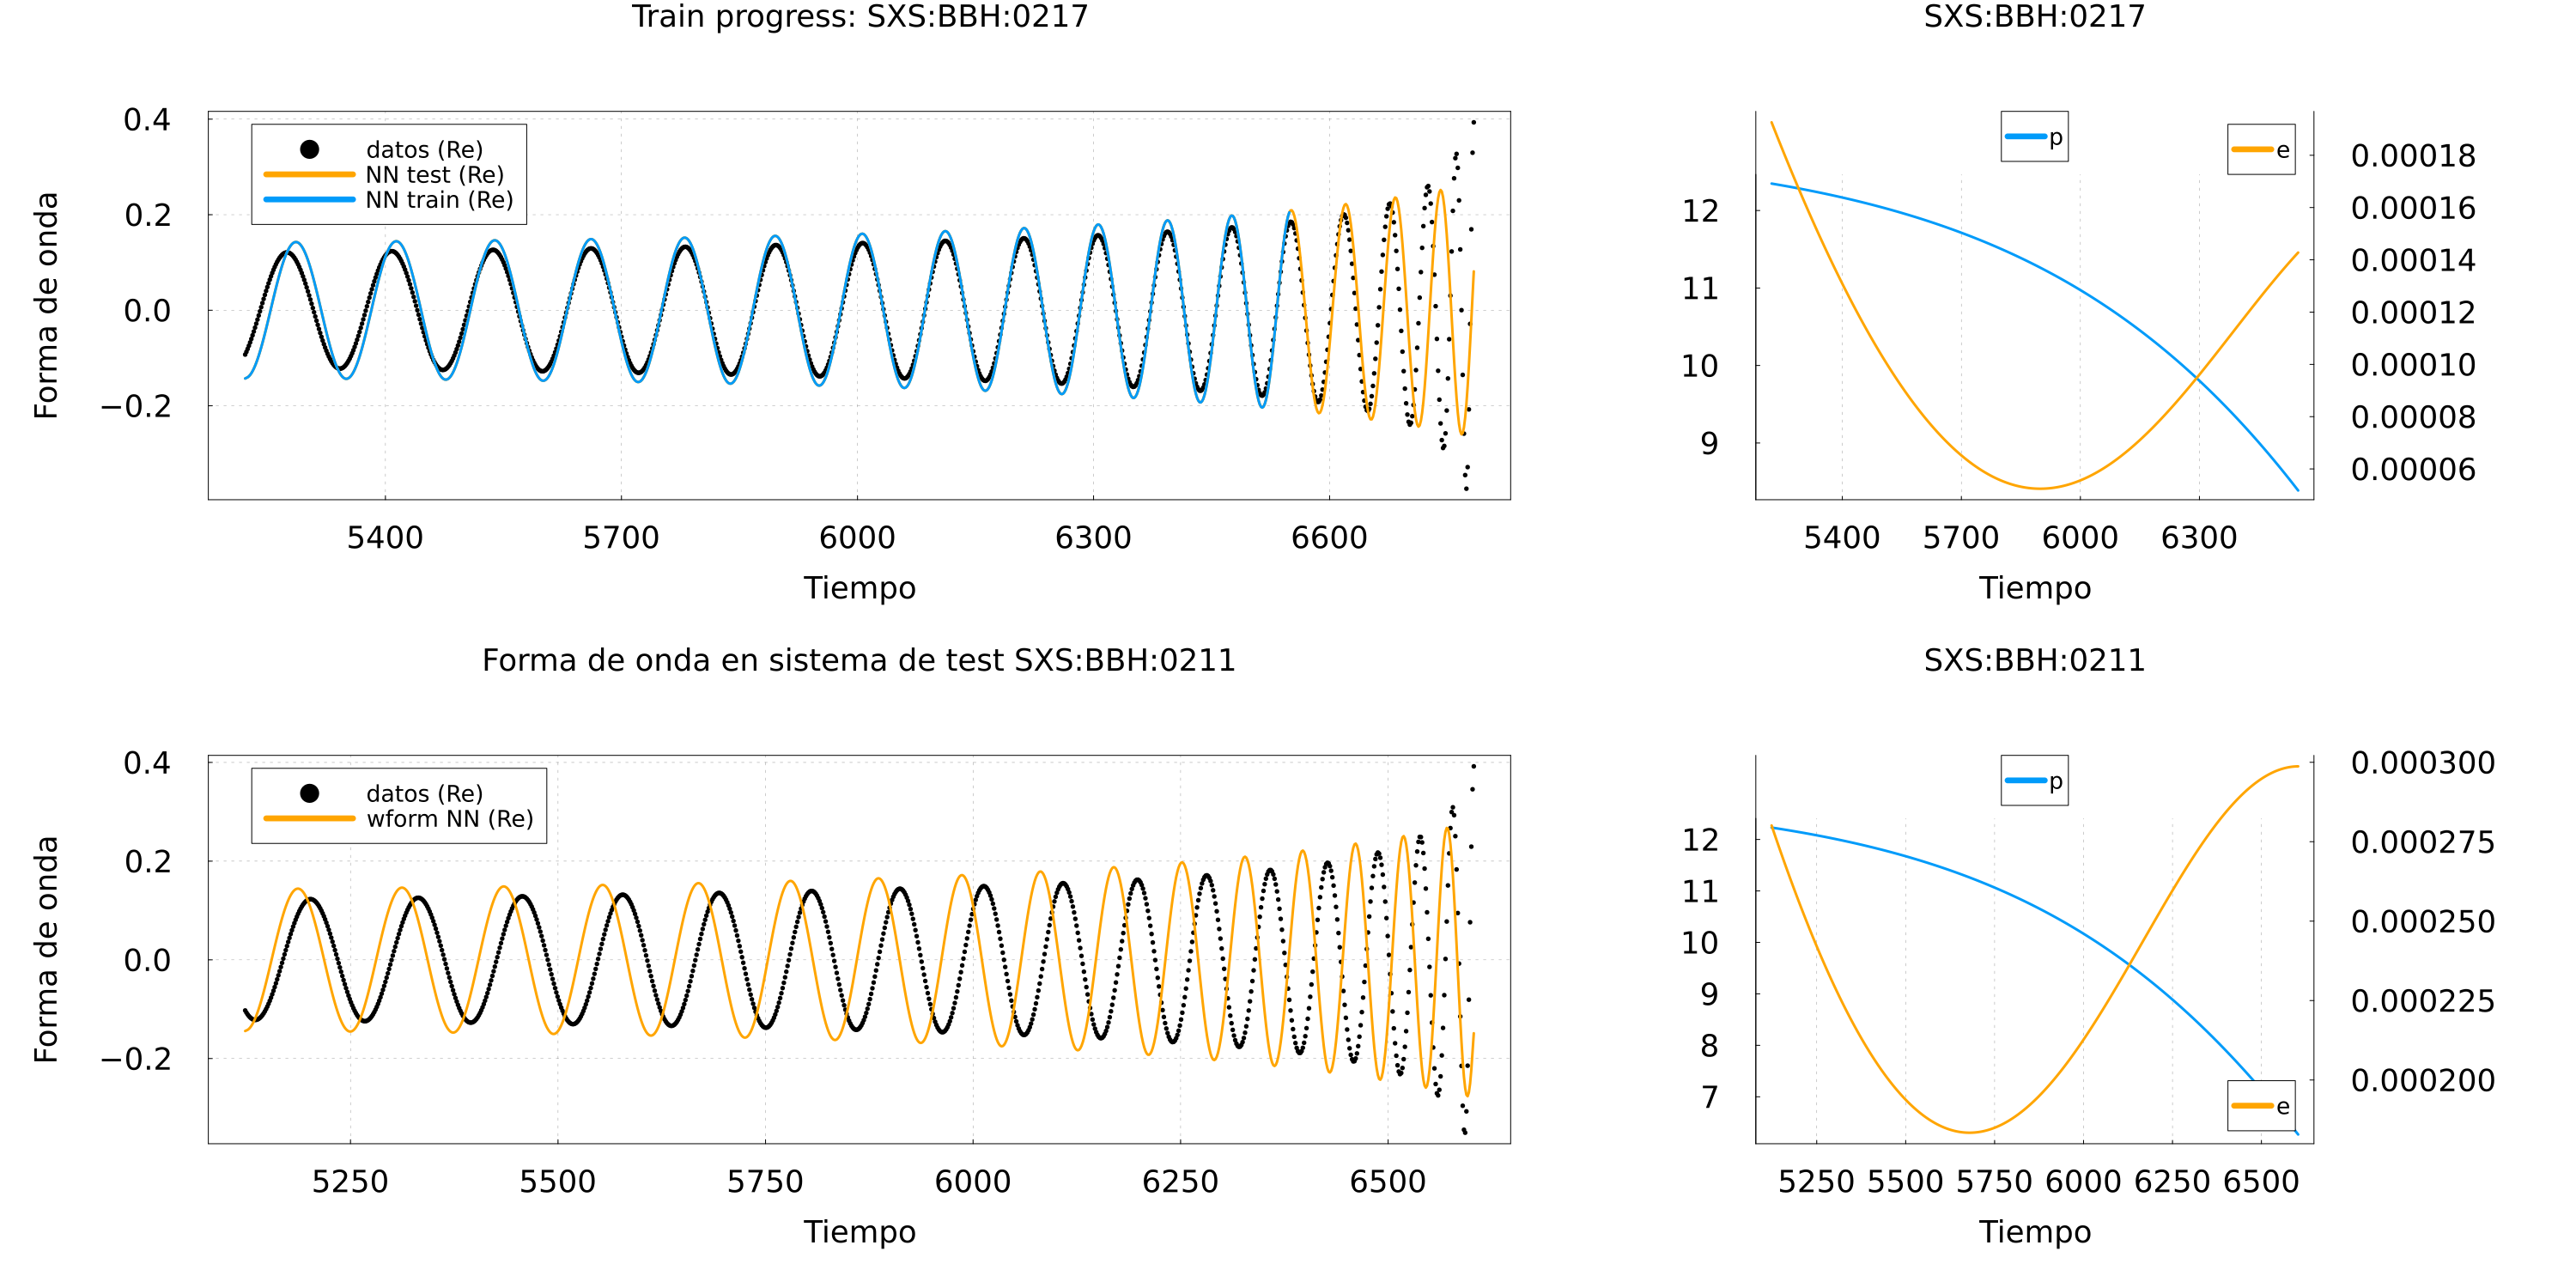 Train progress: SXS:BBH:0217
Forma de onda
0.4
0.2
0.0
−0.2
datos (Re)
NN test (Re)
NN train (Re)
5400 5700 6000 6300 6600
Tiempo
SXS:BBH:0217
12
11
10
9
p
e
0.00018
0.00016
0.00014
0.00012
0.00010
0.00008
0.00006
5400 5700 6000 6300
Tiempo
Forma de onda en sistema de test SXS:BBH:0211
Forma de onda
0.4
0.2
0.0
−0.2
datos (Re)
wform NN (Re)
5250 5500 5750 6000 6250 6500
Tiempo
SXS:BBH:0211
12
11
10
9
8
7
p
e
0.000300
0.000275
0.000250
0.000225
0.000200
5250 5500 5750 6000 6250 6500
Tiempo